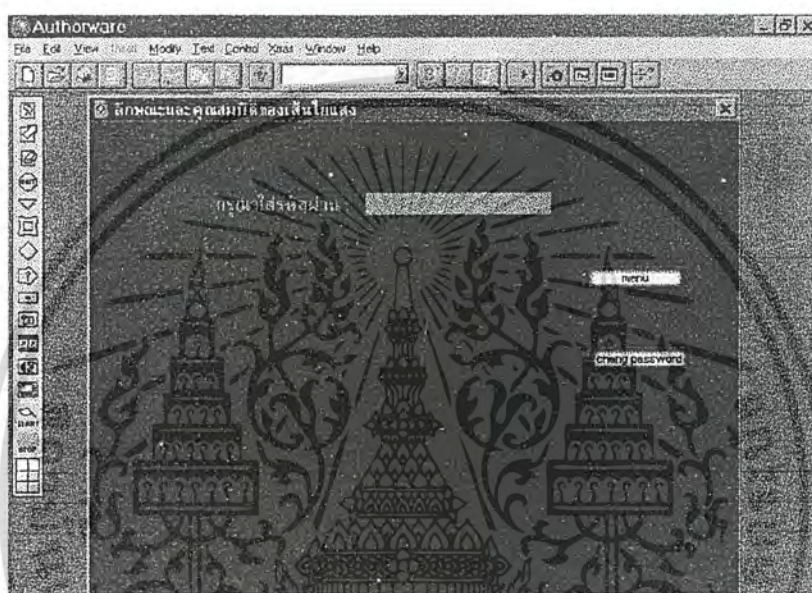 Authorware
File Edit View Insert Modify Text Control Xtras Window Help
ลักษณะและคุณสมบัติของเส้นใยแสง
กรุณาใส่รหัสผ่าน
menu
chang password
START
STOP